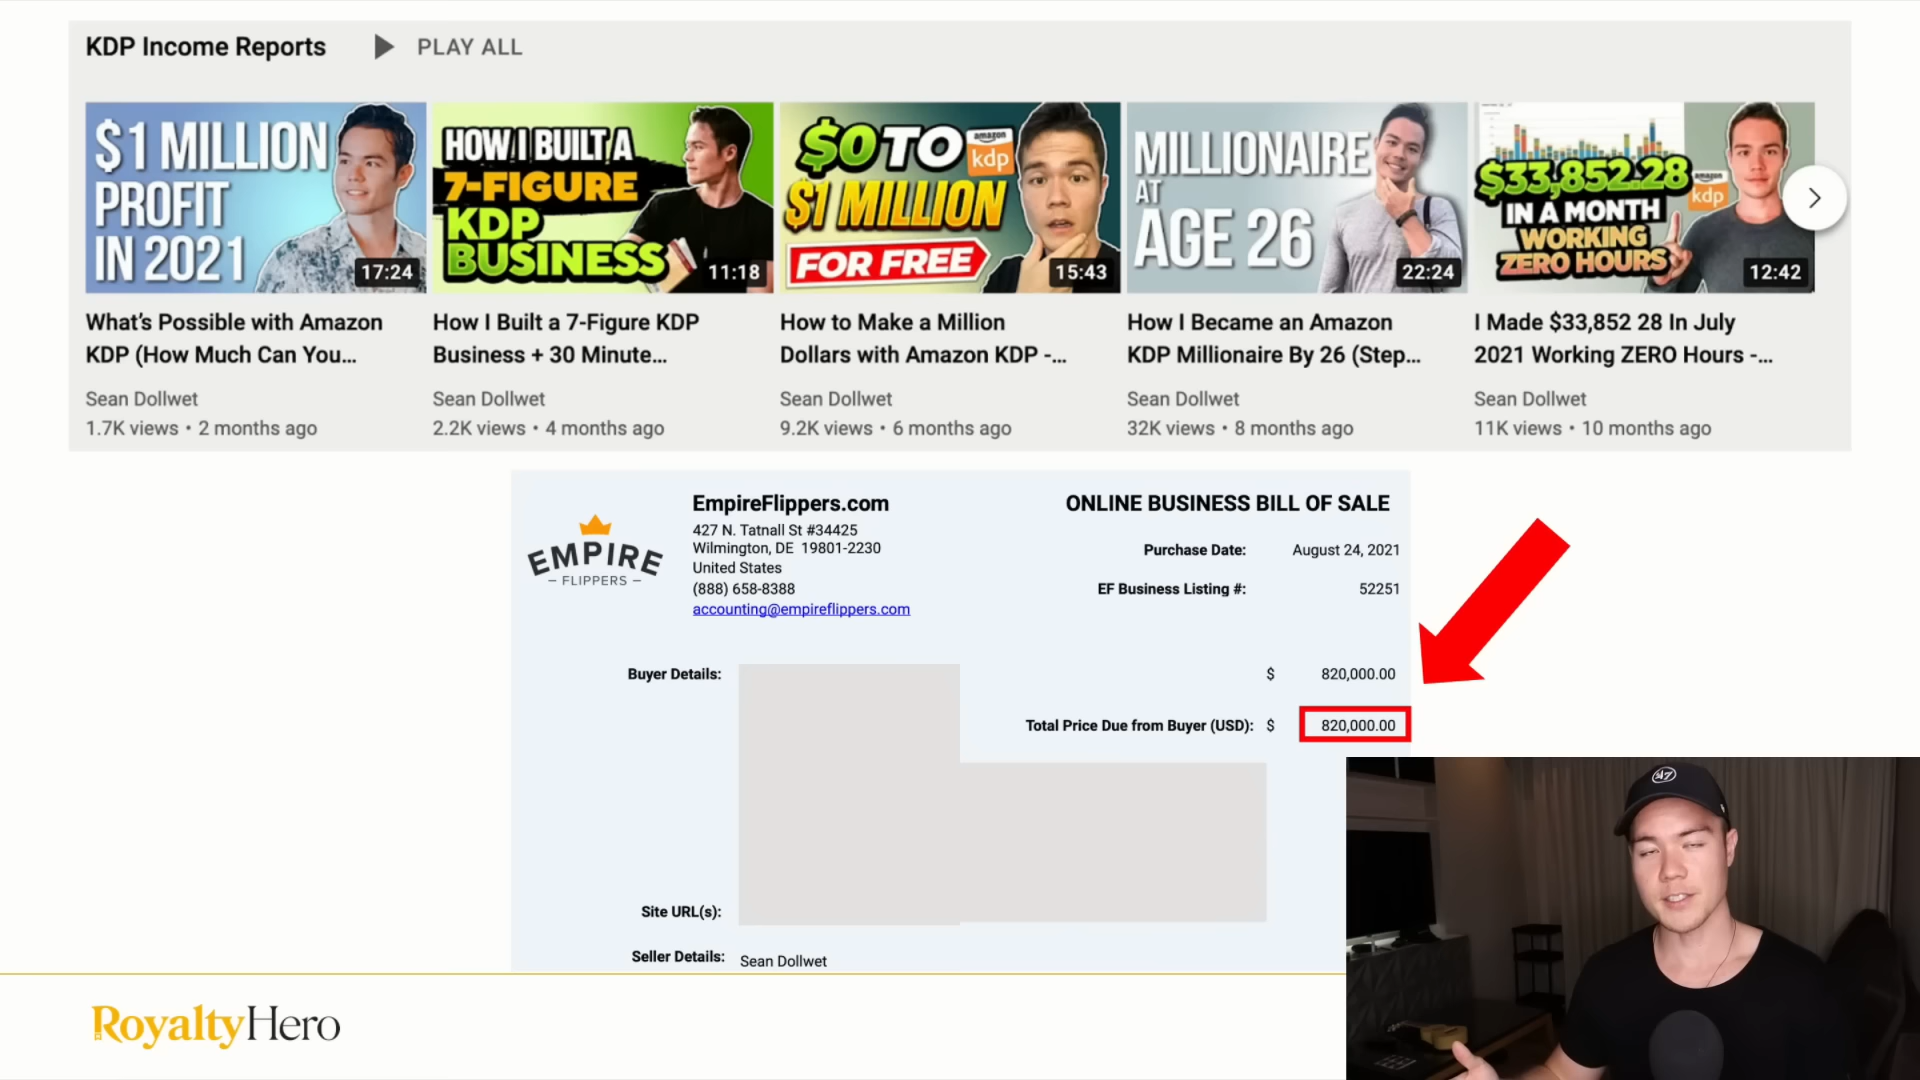 KDP Income Reports
PLAY ALL
$1 MILLION
PROFIT
IN 2021
17:24
HOW I BUILT A
7-FIGURE
KDP
BUSINESS
11:18
$0 TO
amazon
kdp
$1 MILLION
FOR FREE
15:43
MILLIONAIRE
AT
AGE 26
22:24
$33,852.28
amazon
kdp
IN A MONTH
WORKING
ZERO HOURS
12:42
What's Possible with Amazon
KDP (How Much Can You...
Sean Dollwet
1.7K views • 2 months ago
How I Built a 7-Figure KDP
Business + 30 Minute...
Sean Dollwet
2.2K views • 4 months ago
How to Make a Million
Dollars with Amazon KDP -...
Sean Dollwet
9.2K views • 6 months ago
How I Became an Amazon
KDP Millionaire By 26 (Step...
Sean Dollwet
32K views • 8 months ago
I Made $33,852 28 In July
2021 Working ZERO Hours -...
Sean Dollwet
11K views • 10 months ago
EMPIRE
– FLIPPERS –
EmpireFlippers.com
427 N. Tatnall St #34425
Wilmington, DE 19801-2230
United States
(888) 658-8388
accounting@empireflippers.com
ONLINE BUSINESS BILL OF SALE
Purchase Date: August 24, 2021
EF Business Listing #: 52251
Buyer Details:
$ 820,000.00
Total Price Due from Buyer (USD): $ 820,000.00
Site URL(s):
Seller Details: Sean Dollwet
RoyaltyHero
'47